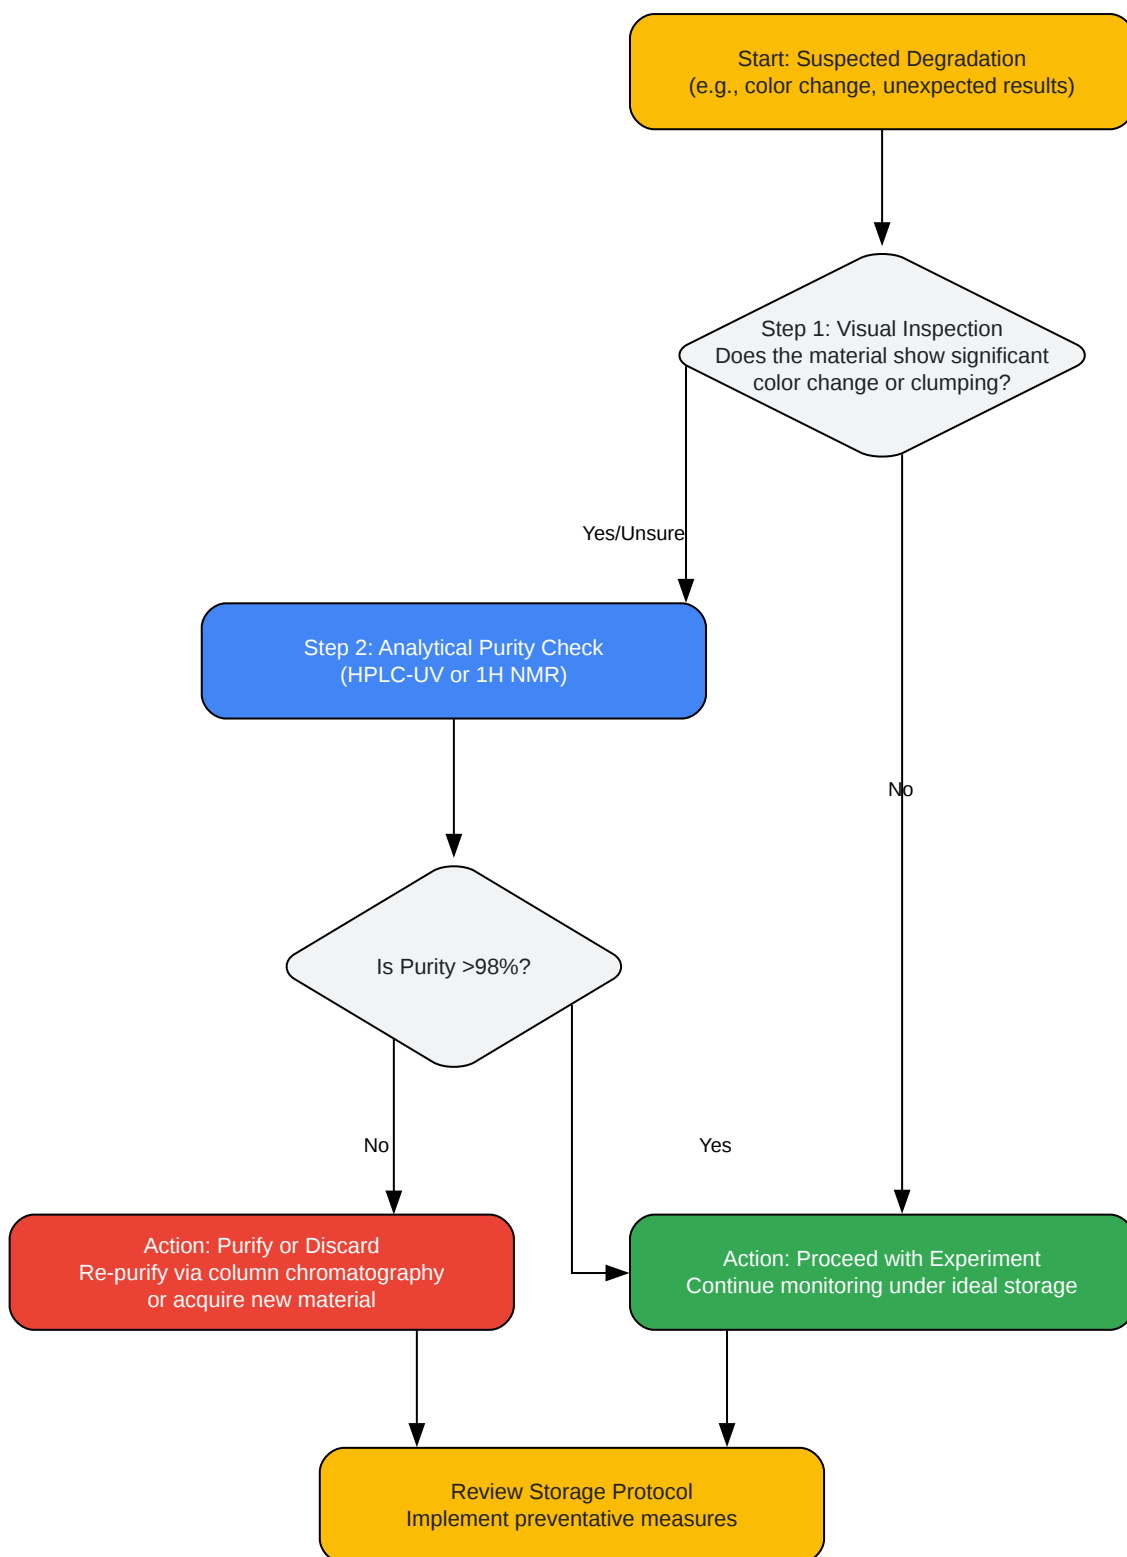 Start: Suspected Degradation
(e.g., color change, unexpected results)
Step 1: Visual Inspection
Does the material show significant
color change or clumping?
Yes/Unsure
Step 2: Analytical Purity Check
(HPLC-UV or 1H NMR)
No
Is Purity >98%?
No
Yes
Action: Purify or Discard
Re-purify via column chromatography
or acquire new material
Action: Proceed with Experiment
Continue monitoring under ideal storage
Review Storage Protocol
Implement preventative measures